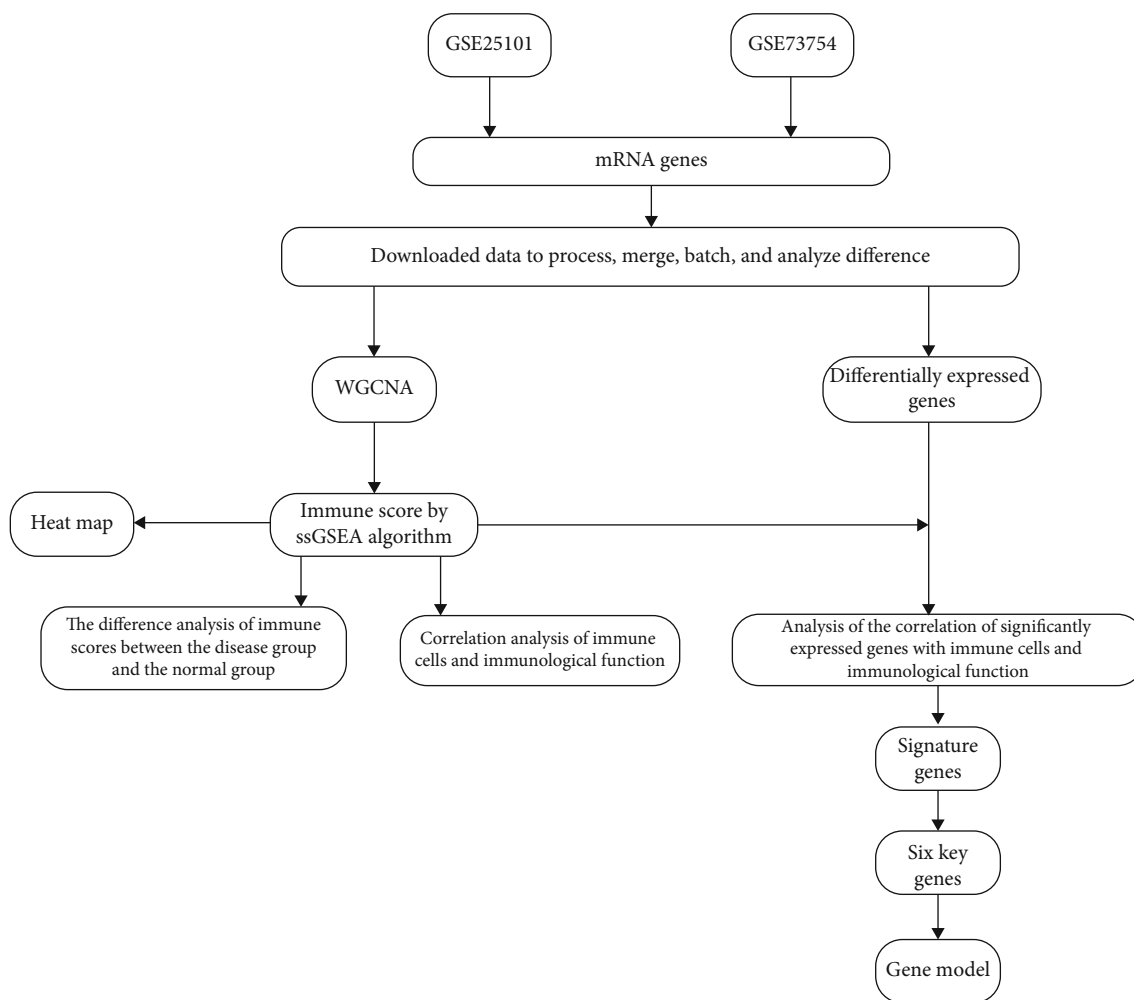 GSE25101
GSE73754
mRNA genes
Downloaded data to process, merge, batch, and analyze difference
WGCNA
Differentially expressed
genes
Heat map
Immune score by
ssGSEA algorithm
The difference analysis of immune
scores between the disease group
and the normal group
Correlation analysis of immune
cells and immunological function
Analysis of the correlation of significantly
expressed genes with immune cells and
immunological function
Signature
genes
Six key
genes
Gene model